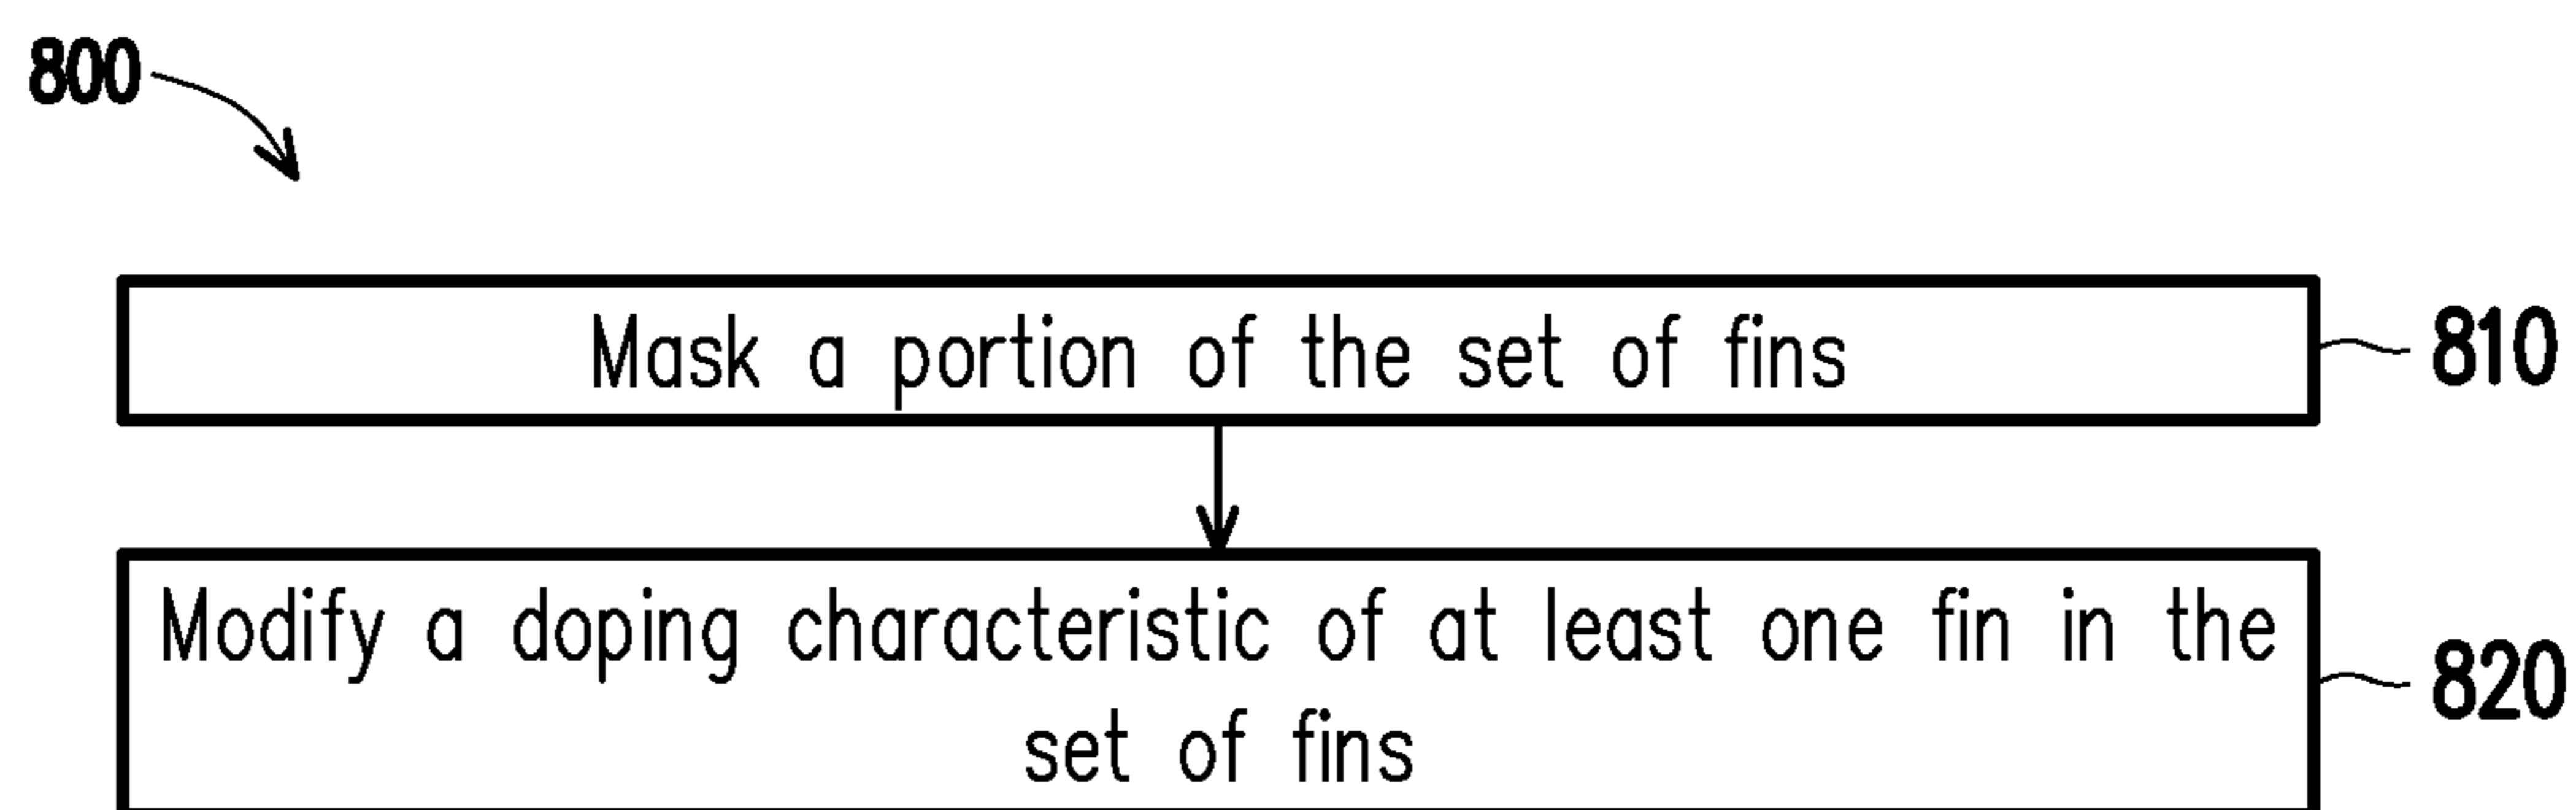 800
Mask a portion of the set of fins
810
Modify a doping characteristic of at least one fin in the
set of fins
820